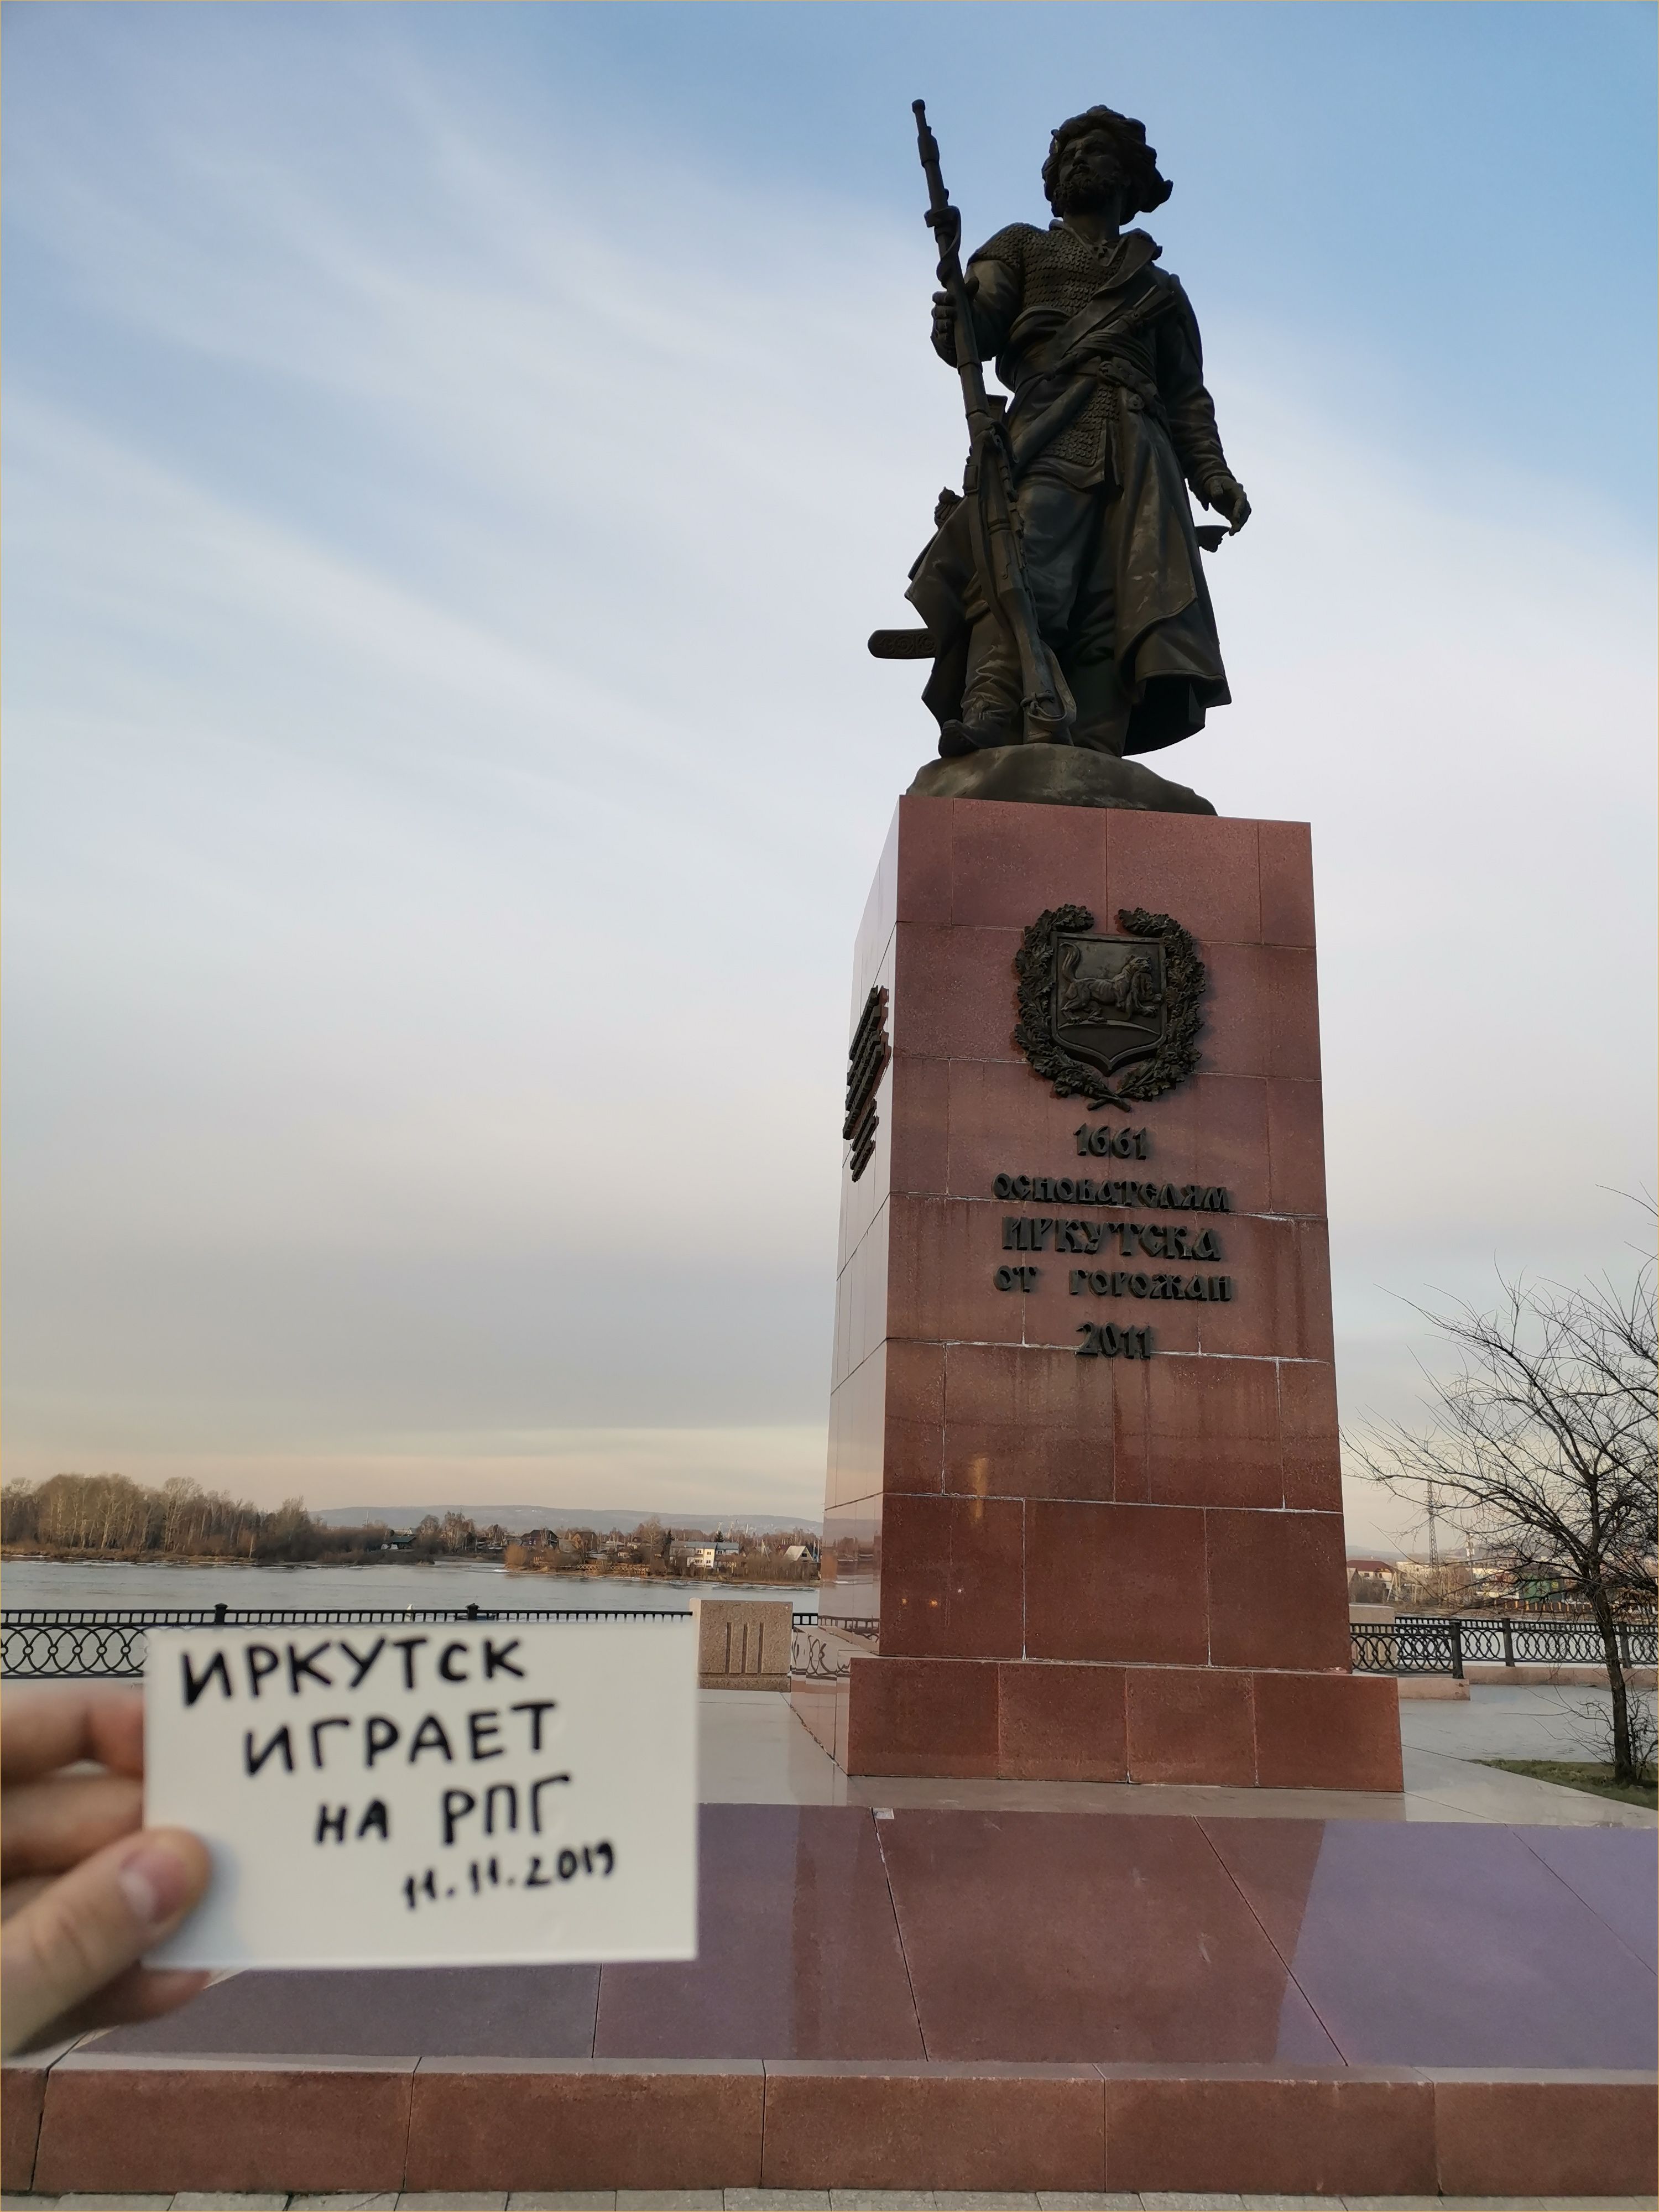 1661
ОСНОВАТЕЛЯМ
ИРКУТСКА
ОТ ГОРОЖАН
2011
ИРКУТСК
ИГРАЕТ
НА РПГ
11.11.2019